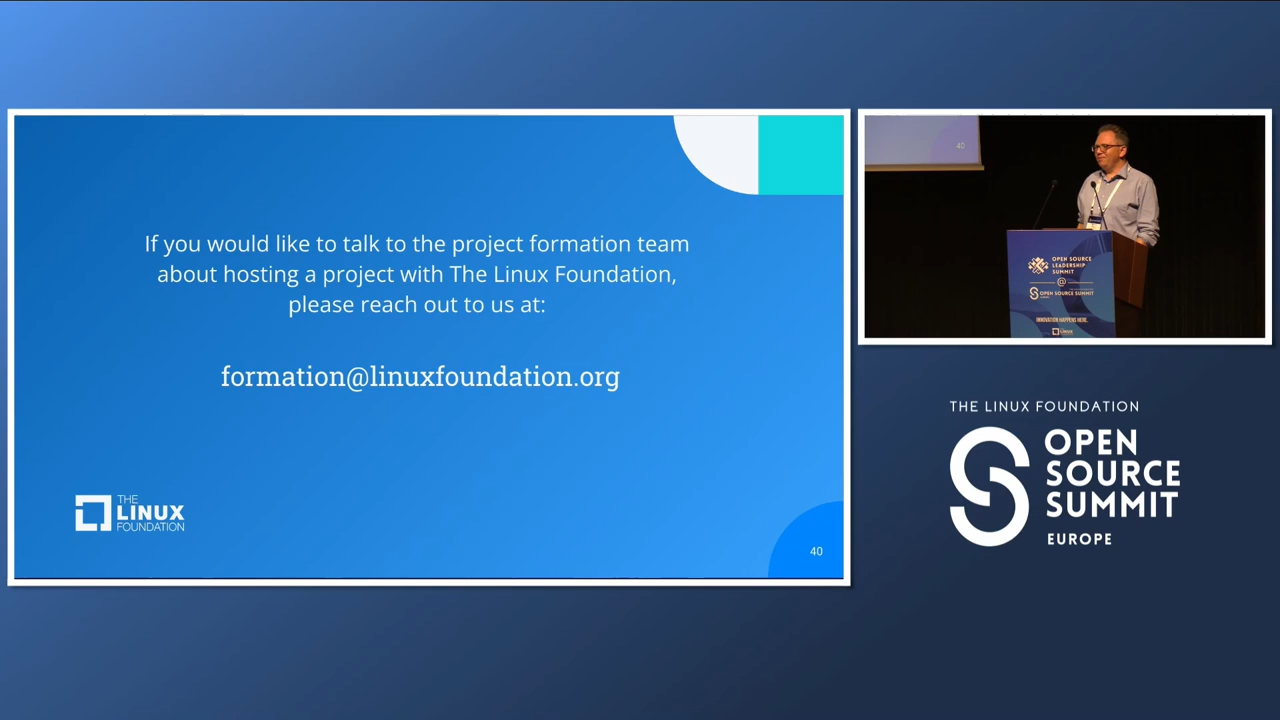 If you would like to talk to the project formation team
about hosting a project with The Linux Foundation,
please reach out to us at:
formation@linuxfoundation.org
THE
LINUX
FOUNDATION
40
40
OPEN SOURCE
LEADERSHIP
SUMMIT
@
OPEN SOURCE SUMMIT
INNOVATION HAPPENS HERE.
THE LINUX FOUNDATION
OPEN
SOURCE
SUMMIT
EUROPE